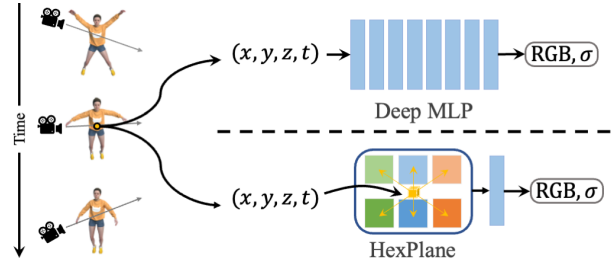 Time
(x, y, z, t)
RGB, σ
Deep MLP
(x, y, z, t)
RGB, σ
HexPlane